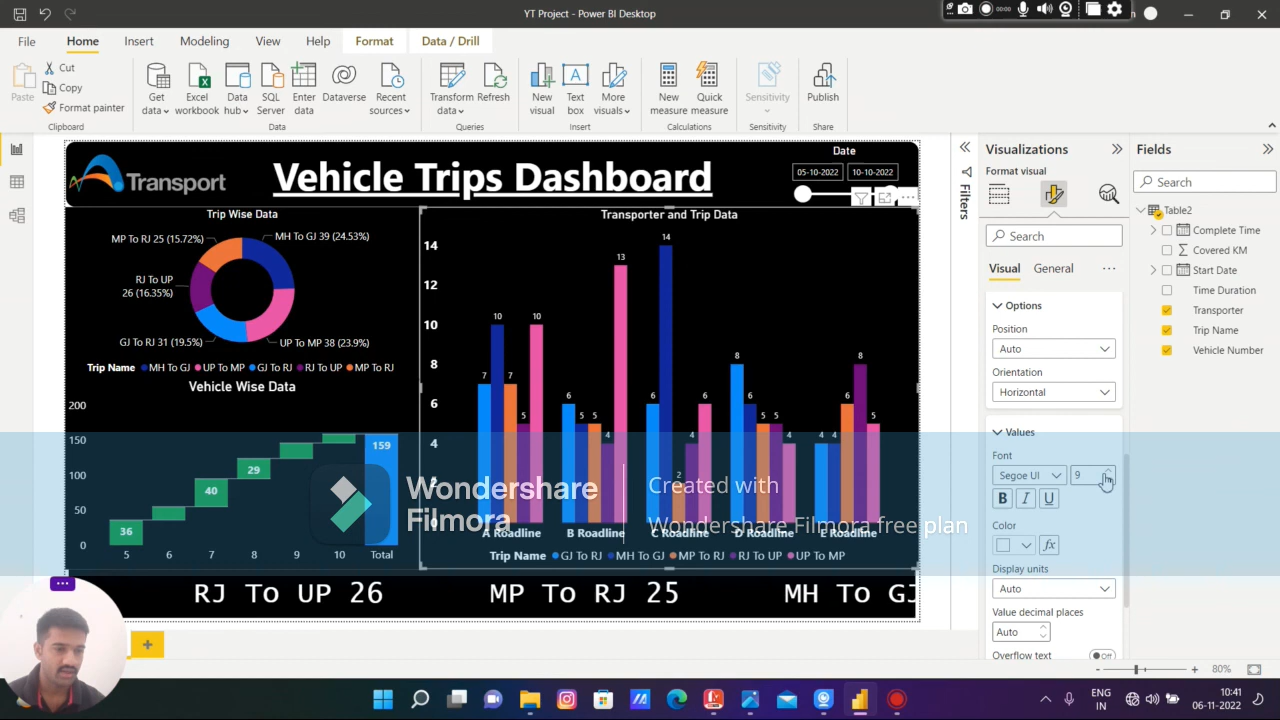 YT Project - Power BI Desktop
00:00
File Home Insert Modeling View Help Format Data / Drill
Paste
Cut
Copy
Format painter
Clipboard
Get data
Excel workbook
Data hub
SQL Server
Enter data
Dataverse
Recent sources
Data
Transform data
Refresh
Queries
New visual
Text box
More visuals
Insert
New measure
Quick measure
Calculations
Sensitivity
Sensitivity
Publish
Share
Transport
Vehicle Trips Dashboard
Date
05-10-2022 10-10-2022
Trip Wise Data
MP To RJ 25 (15.72%)
MH To GJ 39 (24.53%)
RJ To UP
26 (16.35%)
GJ To RJ 31 (19.5%)
UP To MP 38 (23.9%)
Trip Name MH To GJ UP To MP GJ To RJ RJ To UP MP To RJ
Vehicle Wise Data
200
150
100
50
0
36 40 29 159
5 6 7 8 9 10 Total
Transporter and Trip Data
14
12
10
8
6
4
7 10 7 5 10
6 5 5 4 13
6 14 2 4 6
8 6 5 5 4
4 4 6 8 5
A Roadline B Roadline C Roadline D Roadline E Roadline
Trip Name GJ To RJ MH To GJ MP To RJ RJ To UP UP To MP
RJ To UP 26 MP To RJ 25 MH To GJ
Wondershare
Filmora
Created with
Wondershare Filmora free plan
Filters
Visualizations
Format visual
Search
Visual General
Options
Position
Auto
Orientation
Horizontal
Values
Font
Segoe UI 9
B I U
Color
fx
Display units
Auto
Value decimal places
Auto
Overflow text Off
Fields
Search
Table2
Complete Time
Covered KM
Start Date
Time Duration
Transporter
Trip Name
Vehicle Number
80%
ENG
IN
10:41
06-11-2022